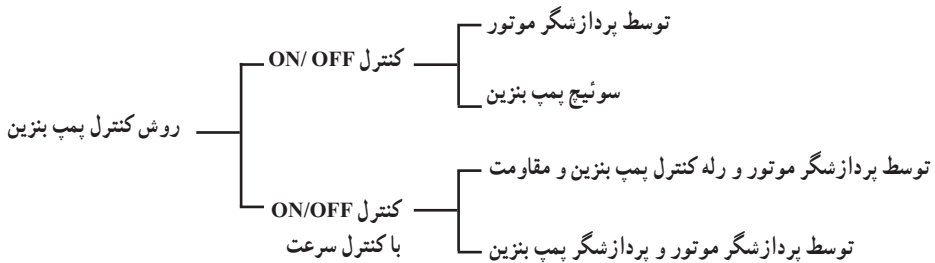 روش کنترل پمپ بنزین
کنترل ON/ OFF
توسط پردازشگر موتور
سوئیچ پمپ بنزین
کنترل ON/OFF
با کنترل سرعت
توسط پردازشگر موتور و رله کنترل پمپ بنزین و مقاومت
توسط پردازشگر موتور و پردازشگر پمپ بنزین